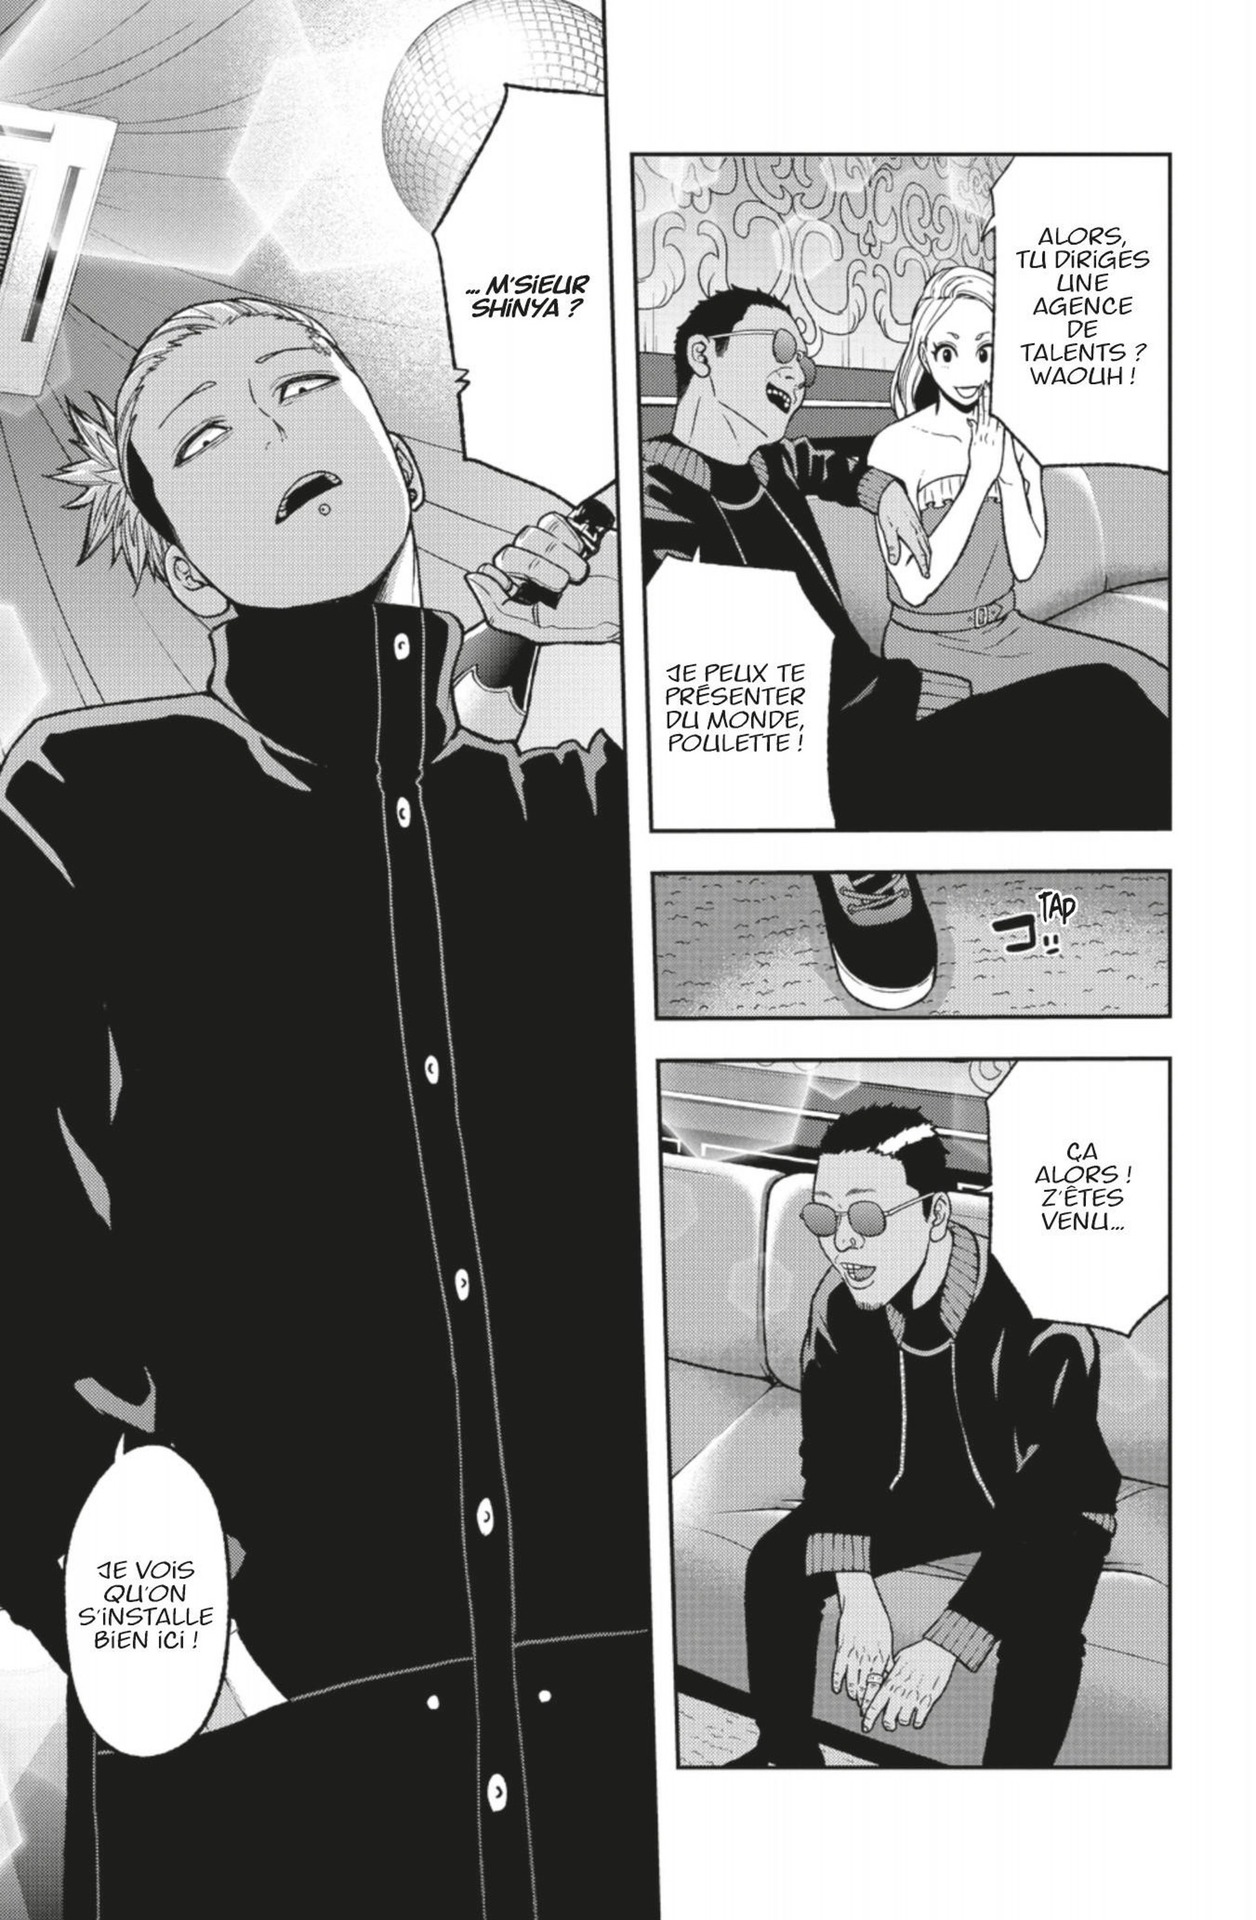 ALORS,
TU DIRIGES
UNE
AGENCE
DE
TALENTS ?
WAOUH !
JE PEUX TE
PRÉSENTER
DU MONDE,
POULETTE !
TAP
コ‥
ÇA
ALORS !
Z'ÊTES
VENU...
... M'SIEUR
SHINYA ?
JE VOIS
QU'ON
S'INSTALLE
BIEN ICI !